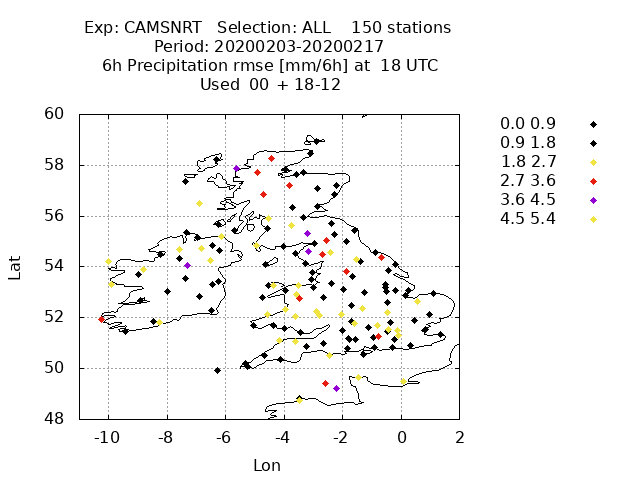 Exp: CAMSNRT   Selection: ALL    150 stations
Period: 20200203-20200217
6h Precipitation rmse [mm/6h] at  18 UTC
Used  00 + 18-12
60
58
56
54
52
50
48
Lat
-10 -8 -6 -4 -2 0 2
Lon
0.0 0.9
0.9 1.8
1.8 2.7
2.7 3.6
3.6 4.5
4.5 5.4